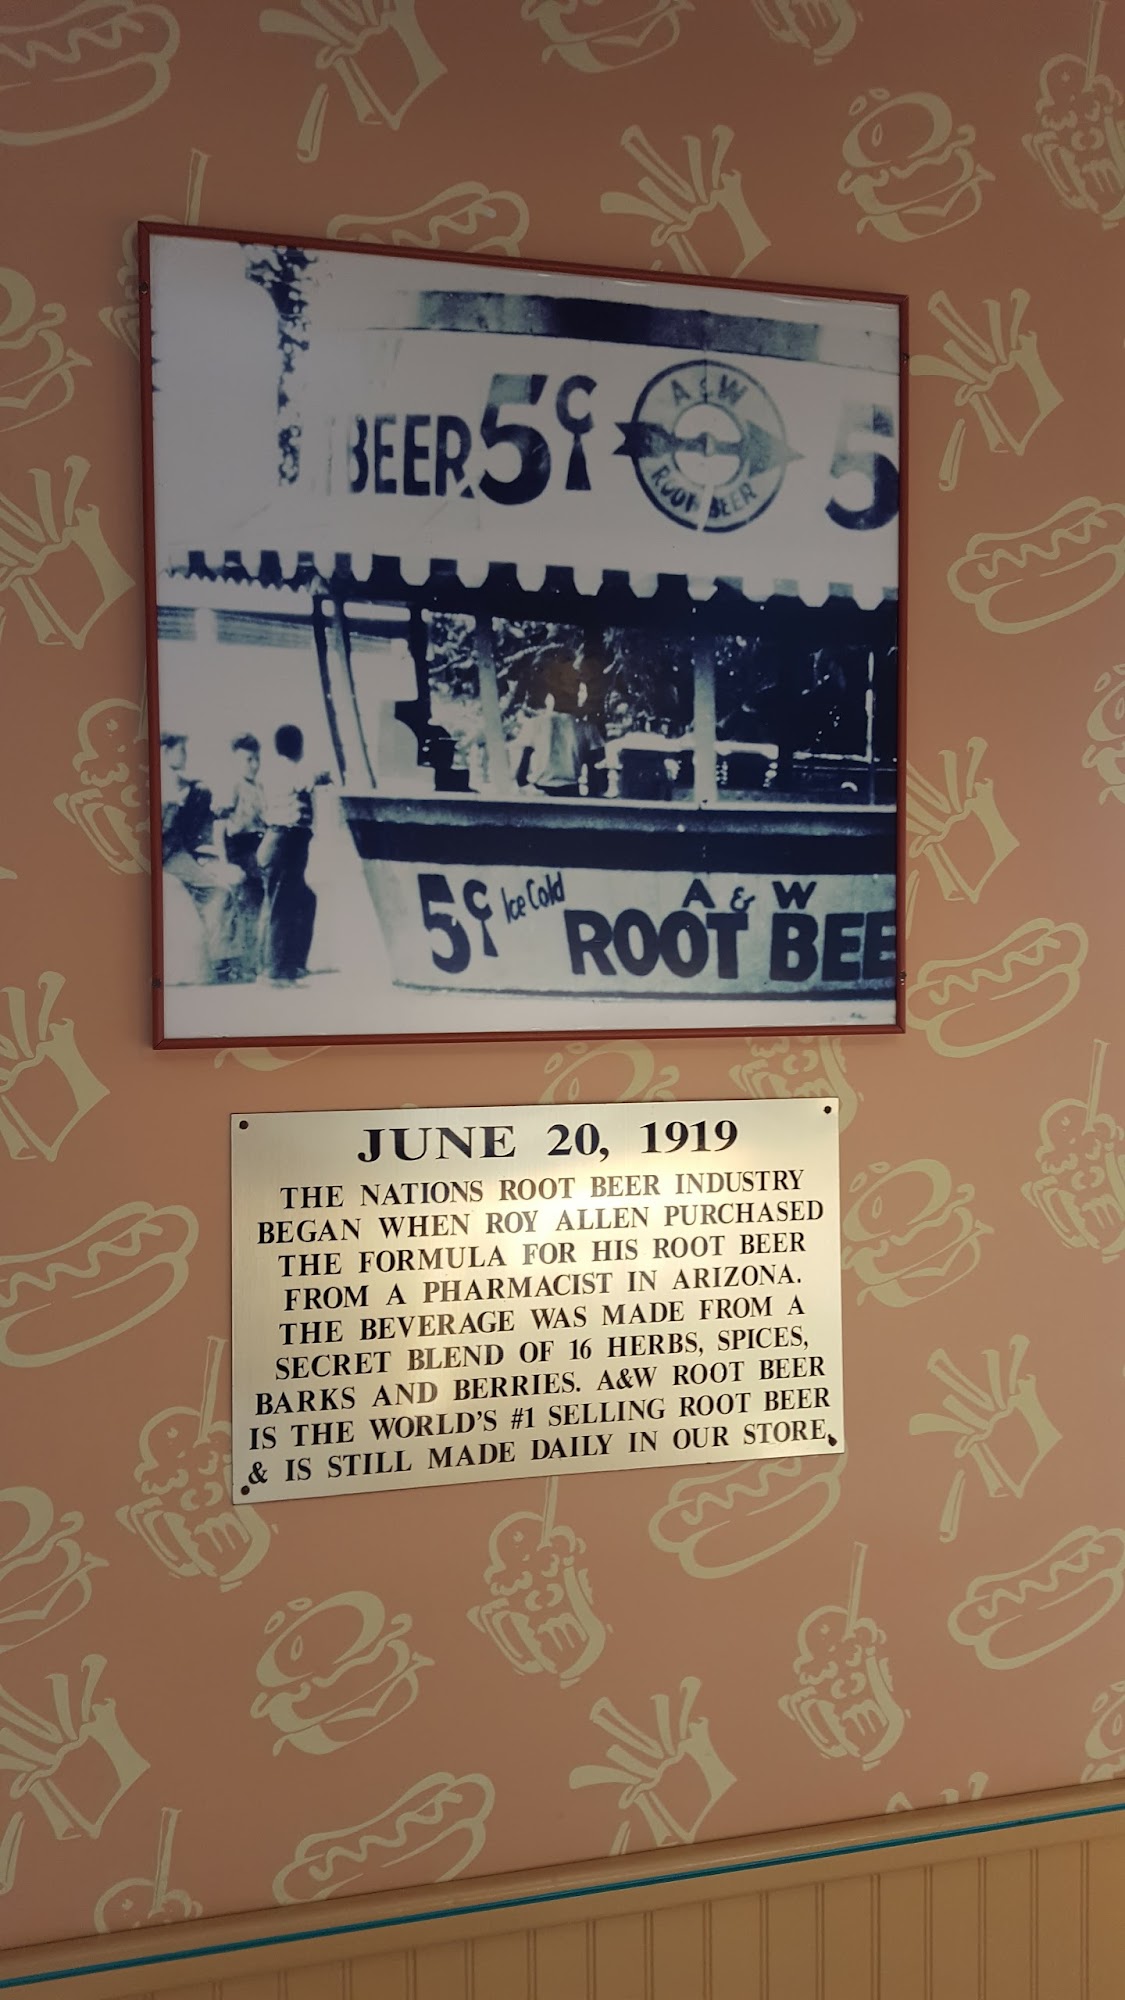 BEER 5¢
A & W
ROOT BEER
5
5¢ Ice Cold
A & W
ROOT BEE
JUNE 20, 1919
THE NATIONS ROOT BEER INDUSTRY
BEGAN WHEN ROY ALLEN PURCHASED
THE FORMULA FOR HIS ROOT BEER
FROM A PHARMACIST IN ARIZONA.
THE BEVERAGE WAS MADE FROM A
SECRET BLEND OF 16 HERBS, SPICES,
BARKS AND BERRIES. A&W ROOT BEER
IS THE WORLD'S #1 SELLING ROOT BEER
& IS STILL MADE DAILY IN OUR STORE.